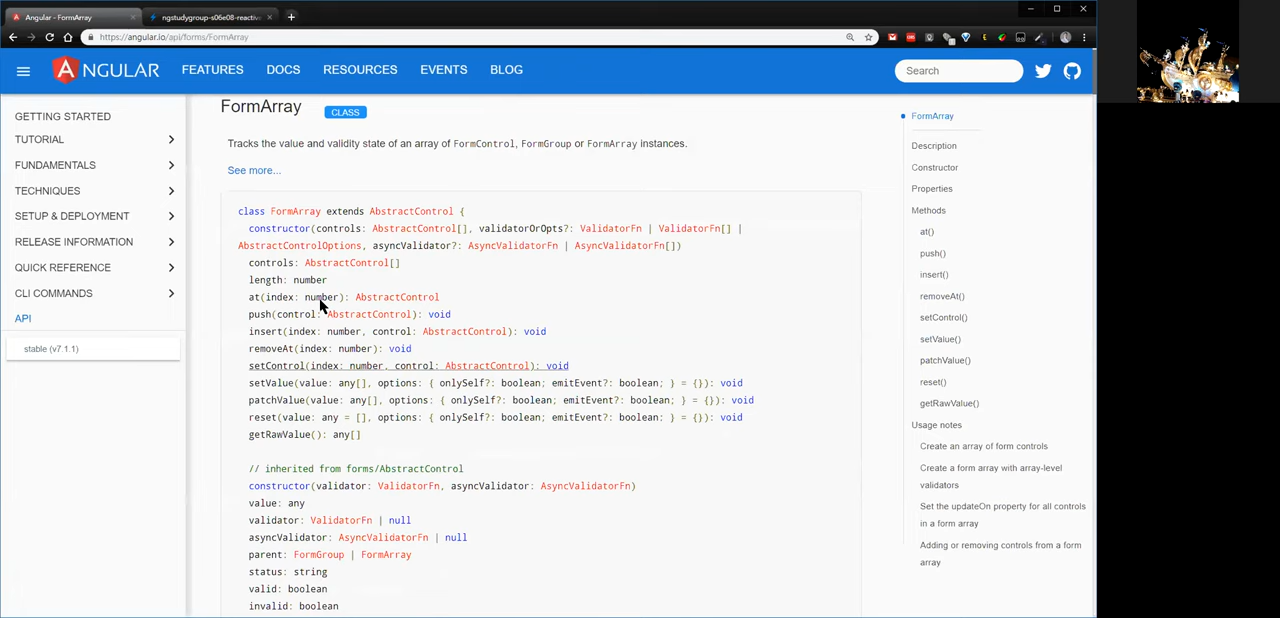 Angular - FormArray
ngstudygroup-s06e08-reactiv
https://angular.io/api/forms/FormArray
ANGULAR
FEATURES
DOCS
RESOURCES
EVENTS
BLOG
Search
GETTING STARTED
TUTORIAL
FUNDAMENTALS
TECHNIQUES
SETUP & DEPLOYMENT
RELEASE INFORMATION
QUICK REFERENCE
CLI COMMANDS
API
stable (v7.1.1)
FormArray
CLASS
Tracks the value and validity state of an array of FormControl, FormGroup or FormArray instances.
See more...
class FormArray extends AbstractControl {
constructor(controls: AbstractControl[], validatorOrOpts?: ValidatorFn | ValidatorFn[] |
AbstractControlOptions, asyncValidator?: AsyncValidatorFn | AsyncValidatorFn[])
controls: AbstractControl[]
length: number
at(index: number): AbstractControl
push(control: AbstractControl): void
insert(index: number, control: AbstractControl): void
removeAt(index: number): void
setControl(index: number, control: AbstractControl): void
setValue(value: any[], options: { onlySelf?: boolean; emitEvent?: boolean; } = {}): void
patchValue(value: any[], options: { onlySelf?: boolean; emitEvent?: boolean; } = {}): void
reset(value: any = [], options: { onlySelf?: boolean; emitEvent?: boolean; } = {}): void
getRawValue(): any[]
// inherited from forms/AbstractControl
constructor(validator: ValidatorFn, asyncValidator: AsyncValidatorFn)
value: any
validator: ValidatorFn | null
asyncValidator: AsyncValidatorFn | null
parent: FormGroup | FormArray
status: string
valid: boolean
invalid: boolean
FormArray
Description
Constructor
Properties
Methods
at()
push()
insert()
removeAt()
setControl()
setValue()
patchValue()
reset()
getRawValue()
Usage notes
Create an array of form controls
Create a form array with array-level
validators
Set the updateOn property for all controls
in a form array
Adding or removing controls from a form
array